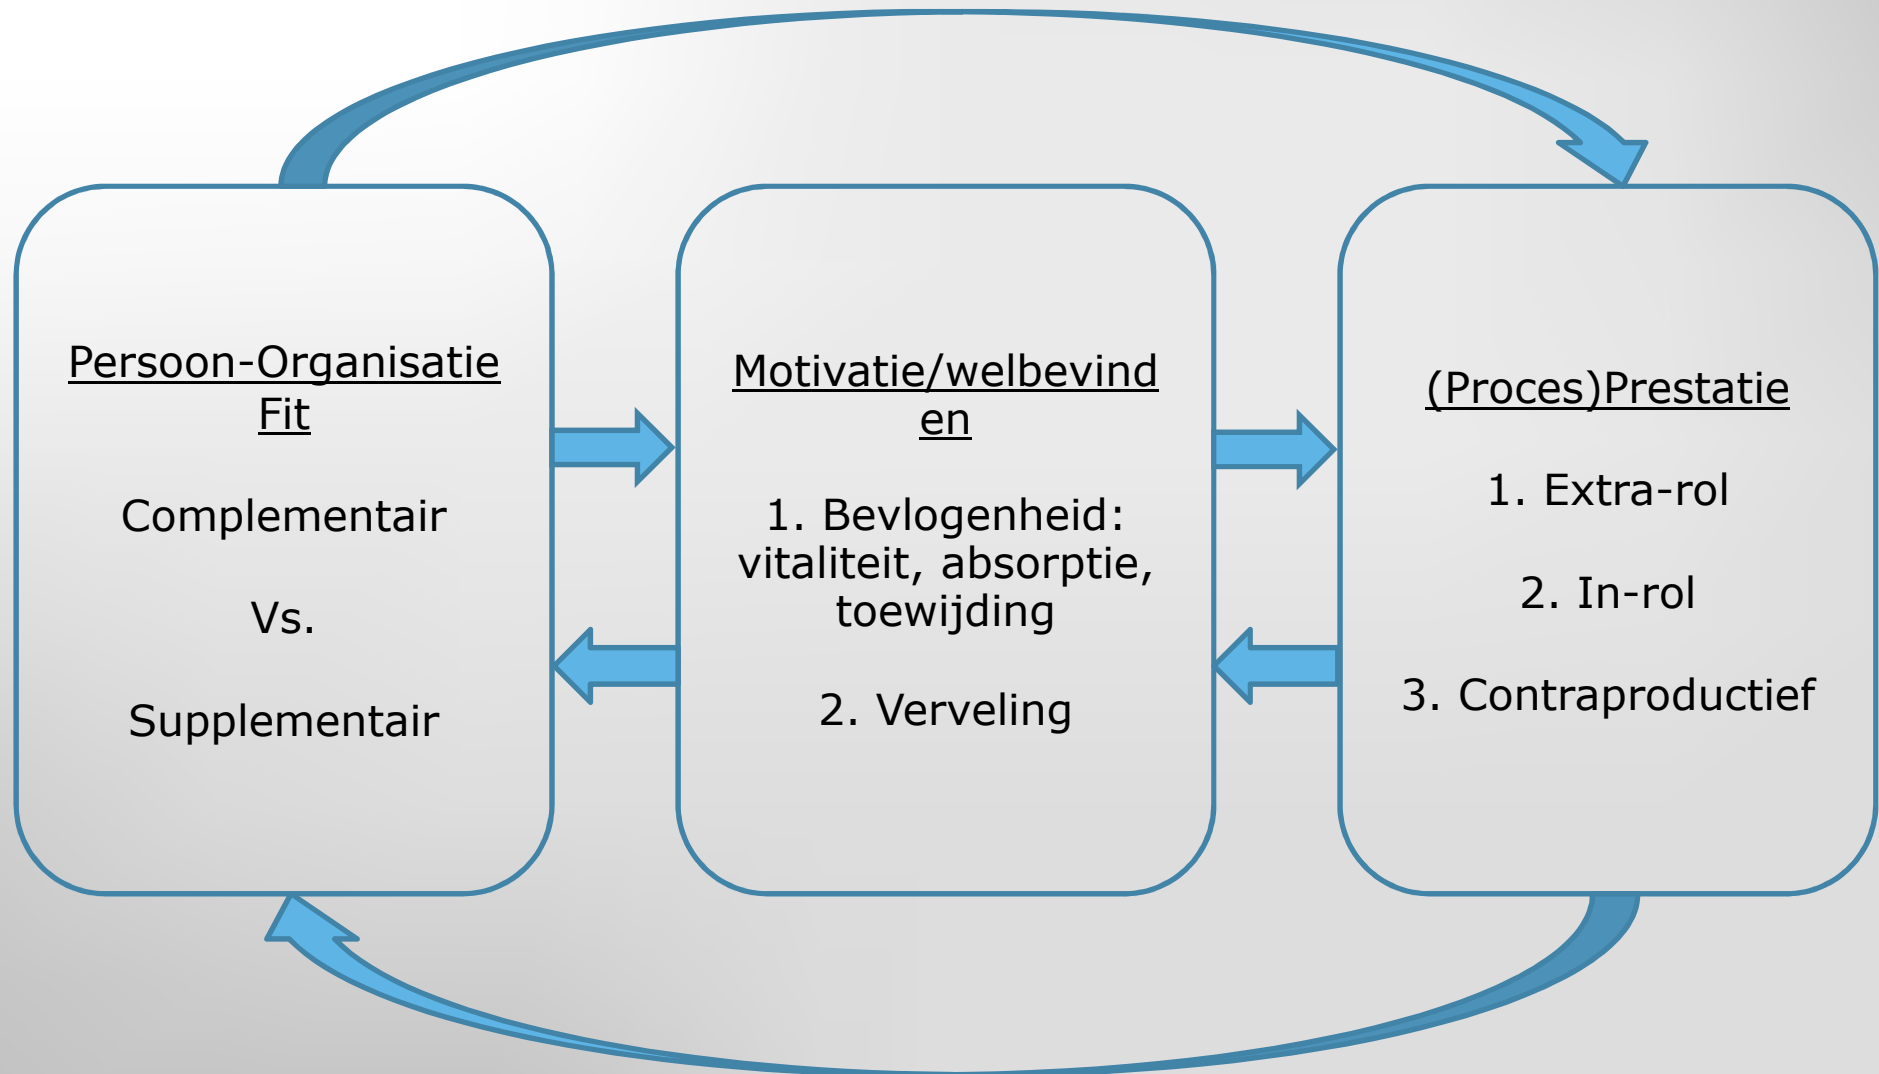 Persoon-Organisatie
Fit
Complementair
Vs.
Supplementair
Motivatie/welbevind
en
1. Bevlogenheid:
vitaliteit, absorptie,
toewijding
2. Verveling
(Proces)Prestatie
1. Extra-rol
2. In-rol
3. Contraproductief